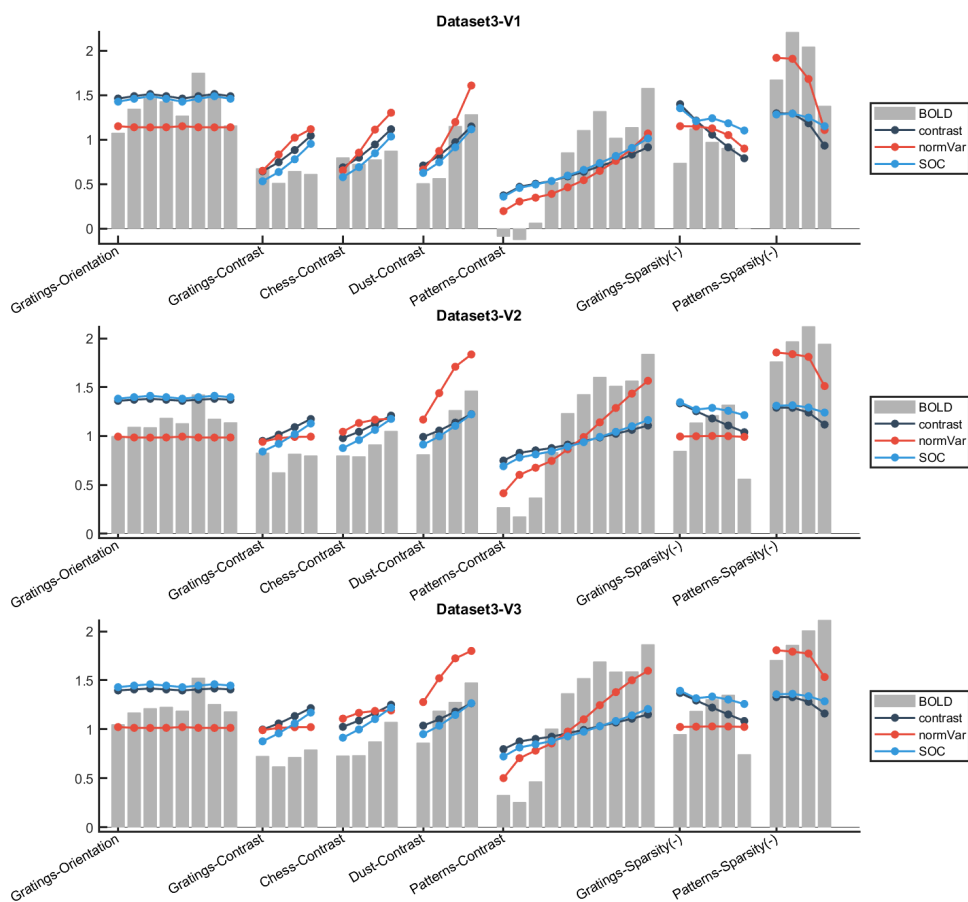 Dataset3-V1
2
1.5
1
0.5
0
BOLD
contrast
normVar
SOC
Gratings-Orientation
Gratings-Contrast
Chess-Contrast
Dust-Contrast
Patterns-Contrast
Gratings-Sparsity(-)
Patterns-Sparsity(-)
Dataset3-V2
2
1.5
1
0.5
0
BOLD
contrast
normVar
SOC
Gratings-Orientation
Gratings-Contrast
Chess-Contrast
Dust-Contrast
Patterns-Contrast
Gratings-Sparsity(-)
Patterns-Sparsity(-)
Dataset3-V3
2
1.5
1
0.5
0
BOLD
contrast
normVar
SOC
Gratings-Orientation
Gratings-Contrast
Chess-Contrast
Dust-Contrast
Patterns-Contrast
Gratings-Sparsity(-)
Patterns-Sparsity(-)